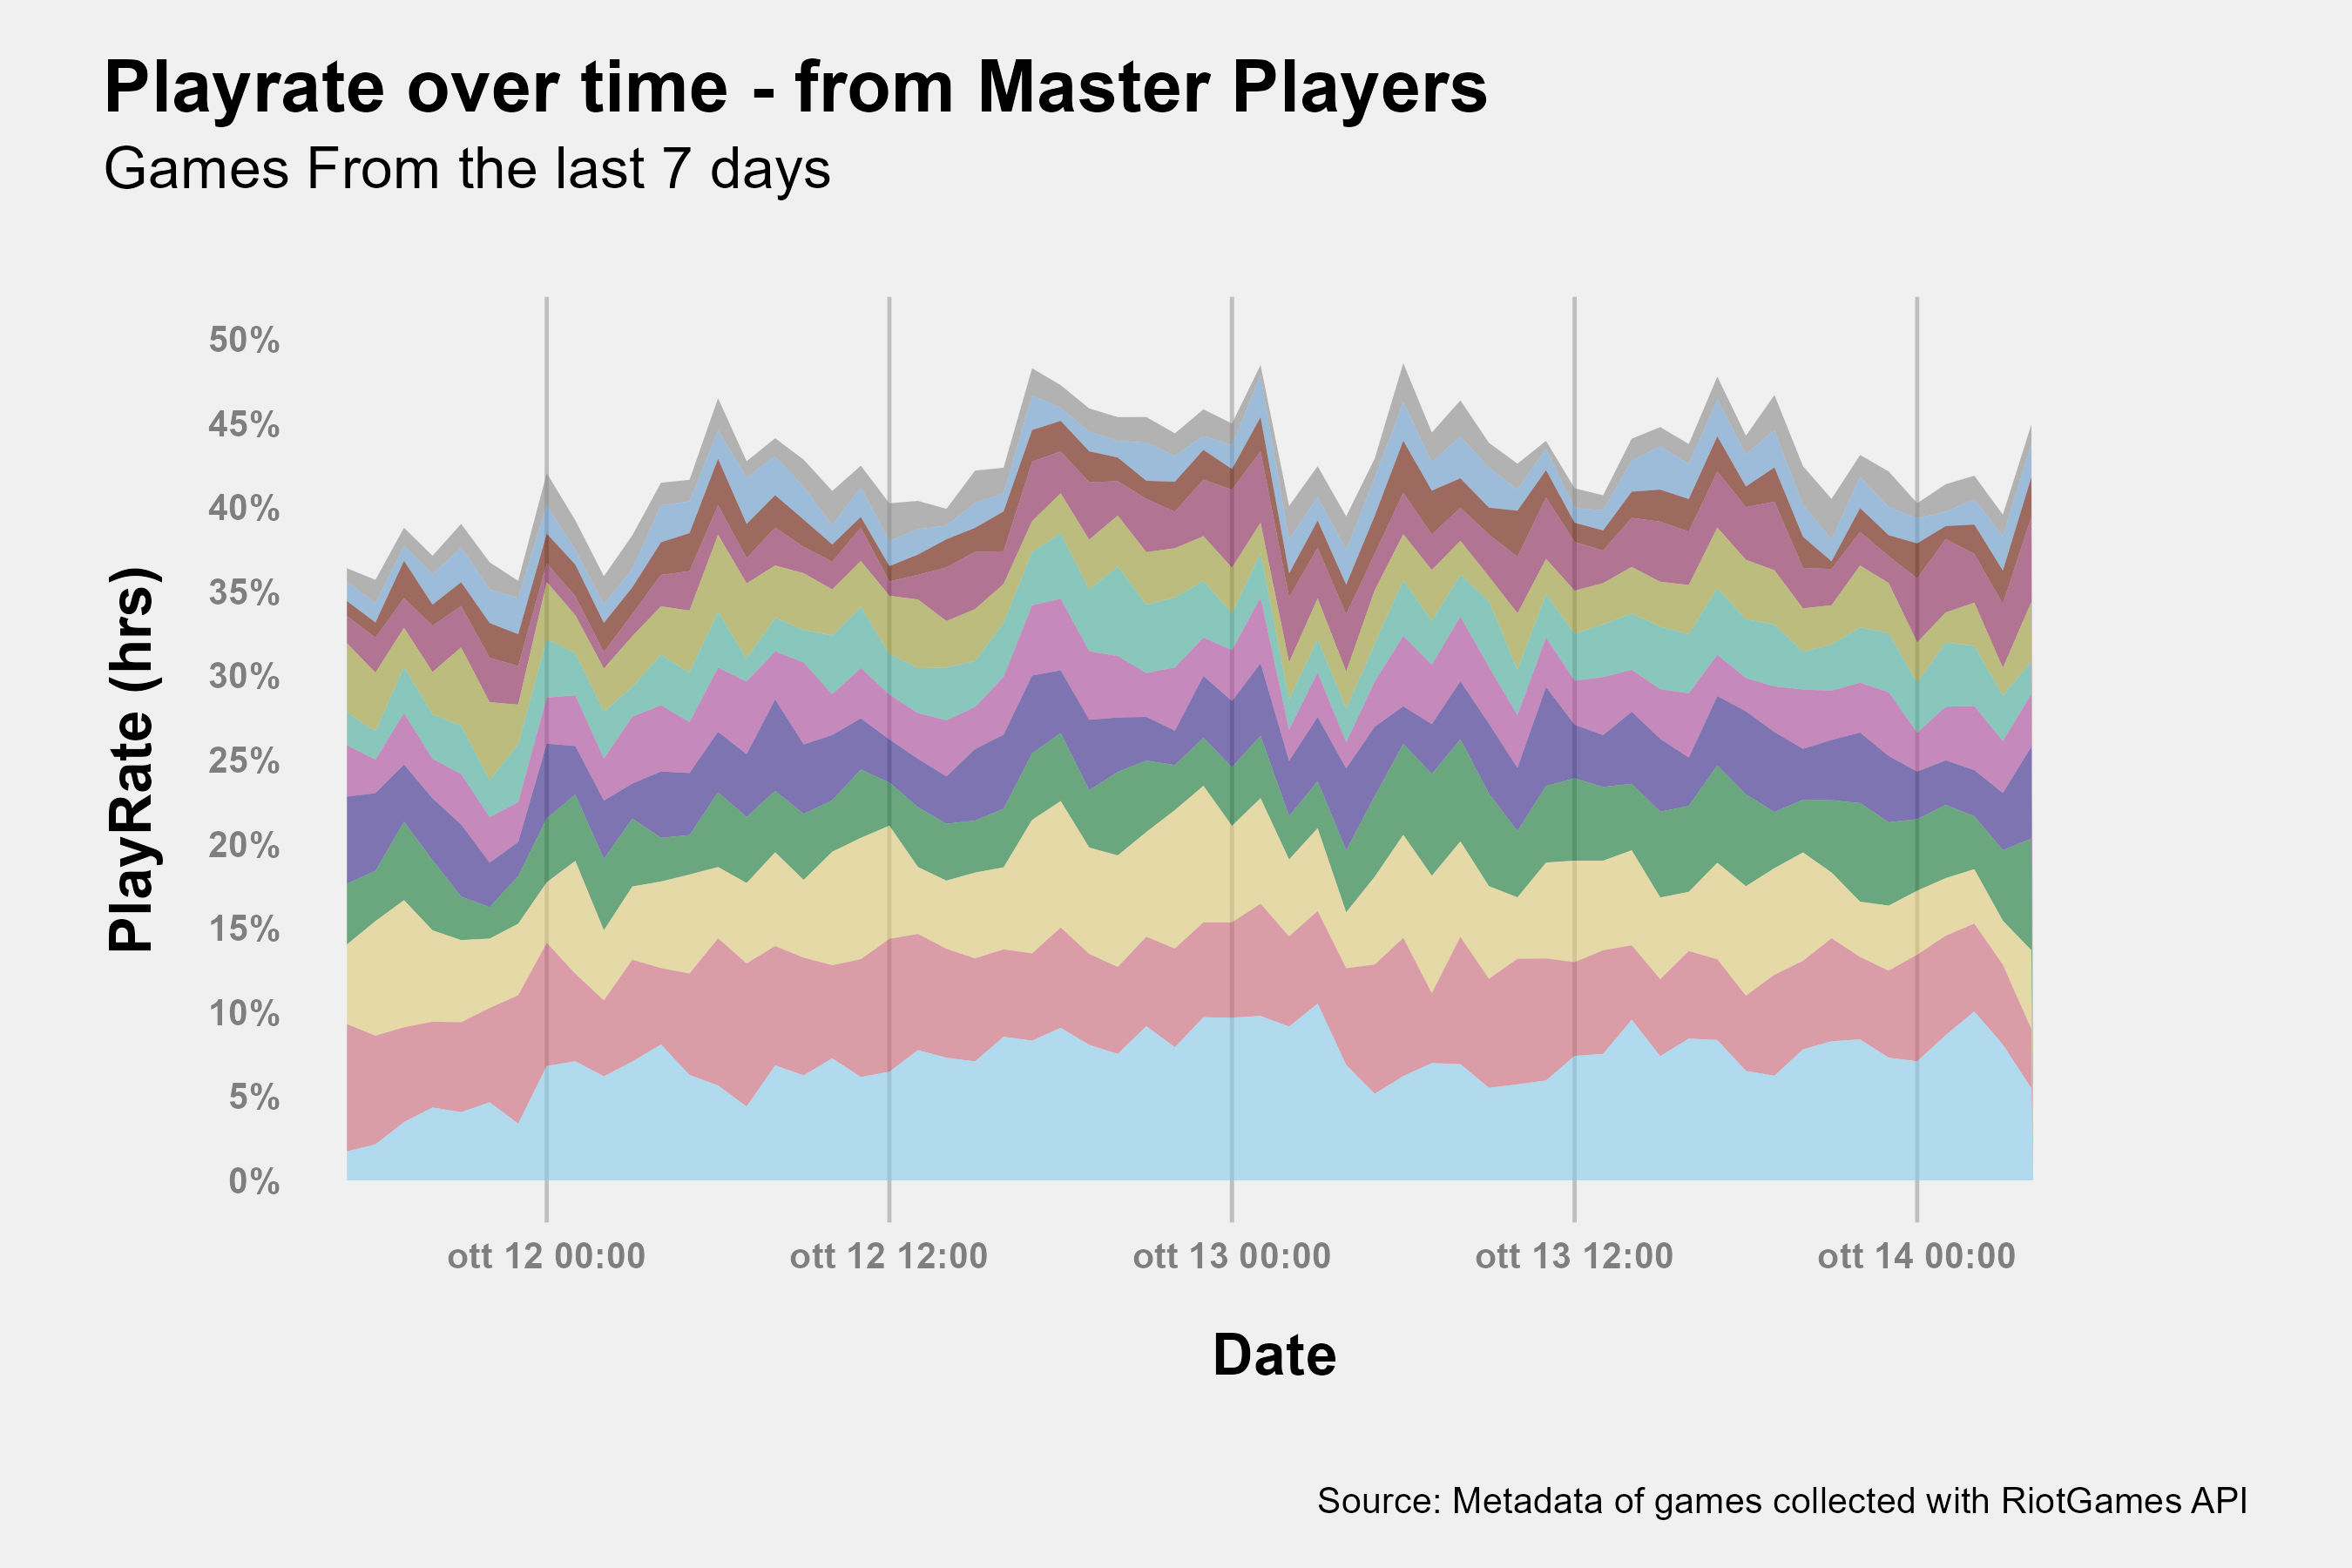 Playrate over time - from Master Players
Games From the last 7 days
50%
45%
40%
35%
30%
25%
20%
15%
10%
5%
0%
PlayRate (hrs)
ott 12 00:00
ott 12 12:00
ott 13 00:00
ott 13 12:00
ott 14 00:00
Date
Source: Metadata of games collected with RiotGames API